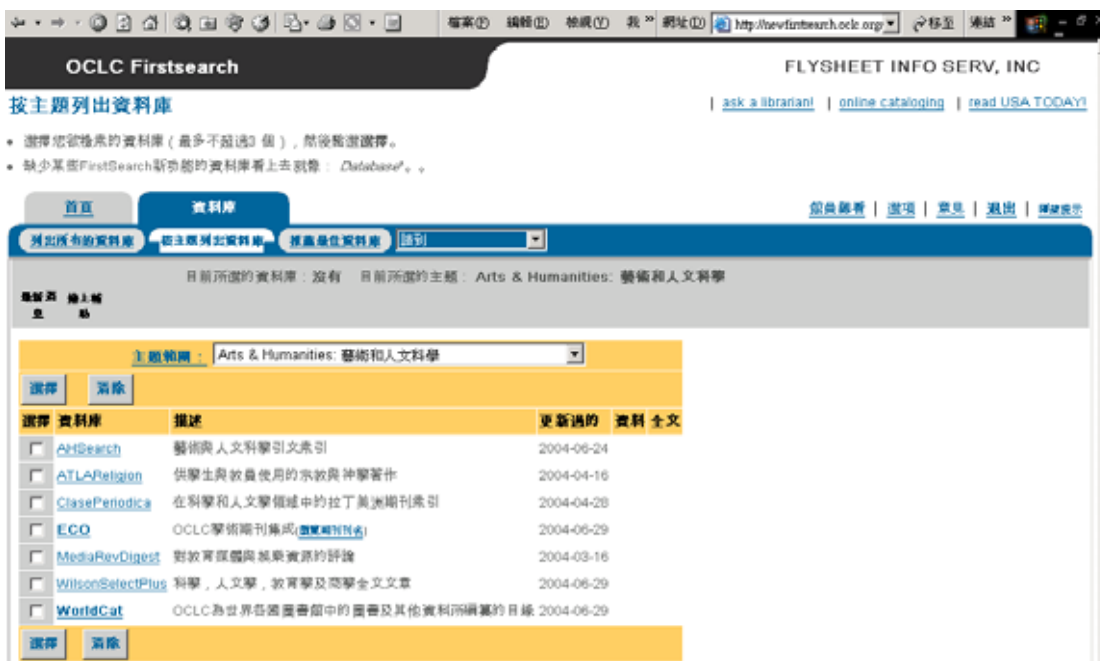 檔案(F) 編輯(E) 檢視(V) 我 » 網址(D) http://newfirstsearch.oclc.org/ 移至 連結 »
OCLC Firstsearch FLYSHEET INFO SERV, INC
按主題列出資料庫 | ask a librarian! | online cataloging | read USA TODAY!
• 選擇您欲檢索的資料庫 ( 最多不超過3 個 ) , 然後點選選擇。
• 缺少某些FirstSearch新功能的資料庫看上去就像 : Database*。。
首頁 資料庫 館員觀看 | 選項 | 意見 | 退出 |
列出所有的資料庫 按主題列出資料庫 推薦最佳資料庫 請到
目前所選的資料庫 : 沒有 目前所選的主題 : Arts & Humanities: 藝術和人文科學
最新消息 線上輔助
主題範圍 : Arts & Humanities: 藝術和人文科學
選擇 清除
選擇 資料庫 描述 更新過的 資料 全文
AHSearch 藝術與人文科學引文索引 2004-06-24
ATLAReligion 供學生與教員使用的宗教與神學著作 2004-04-16
ClasePeriodica 在科學和人文學領域中的拉丁美洲期刊索引 2004-04-28
ECO OCLC學術期刊集成(瀏覽期刊刊名) 2004-06-29
MediaRevDigest 對教育媒體與娛樂資源的評論 2004-03-16
WilsonSelectPlus 科學 , 人文學 , 教育學及商學全文文章 2004-06-29
WorldCat OCLC為世界各國圖書館中的圖書及其他資料所編纂的目錄 2004-06-29
選擇 清除